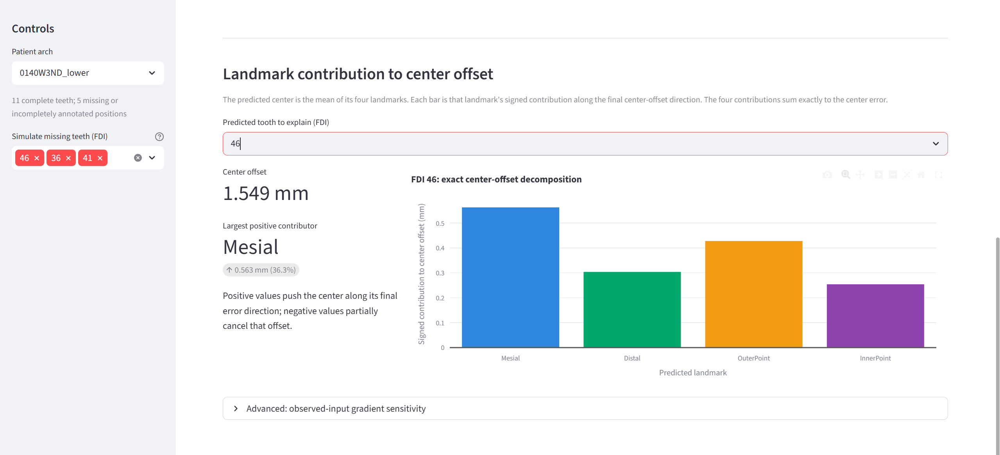 Controls
Patient arch
0140W3ND_lower
11 complete teeth; 5 missing or
incompletely annotated positions
Simulate missing teeth (FDI)
46 × 36 × 41 ×
Landmark contribution to center offset
The predicted center is the mean of its four landmarks. Each bar is that landmark's signed contribution along the final center-offset direction. The four contributions sum exactly to the center error.
Predicted tooth to explain (FDI)
46
Center offset
1.549 mm
Largest positive contributor
Mesial
↑ 0.563 mm (36.3%)
Positive values push the center along its final
error direction; negative values partially
cancel that offset.
FDI 46: exact center-offset decomposition
Signed contribution to center offset (mm)
0.5
0.4
0.3
0.2
0.1
0
Mesial Distal OuterPoint InnerPoint
Predicted landmark
Advanced: observed-input gradient sensitivity